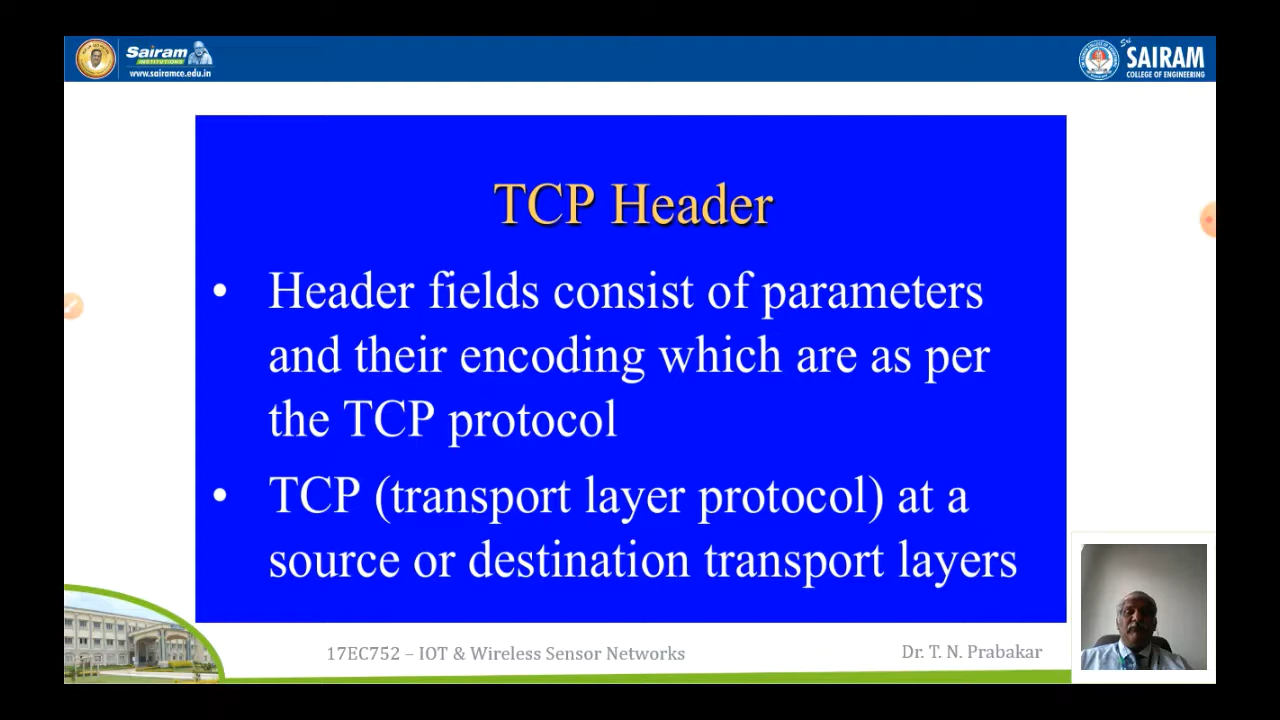 Sairam
INSTITUTIONS
www.sairamce.edu.in
Sri
SAIRAM
COLLEGE OF ENGINEERING
TCP Header
• Header fields consist of parameters
and their encoding which are as per
the TCP protocol
• TCP (transport layer protocol) at a
source or destination transport layers
17EC752 – IOT & Wireless Sensor Networks
Dr. T. N. Prabakar